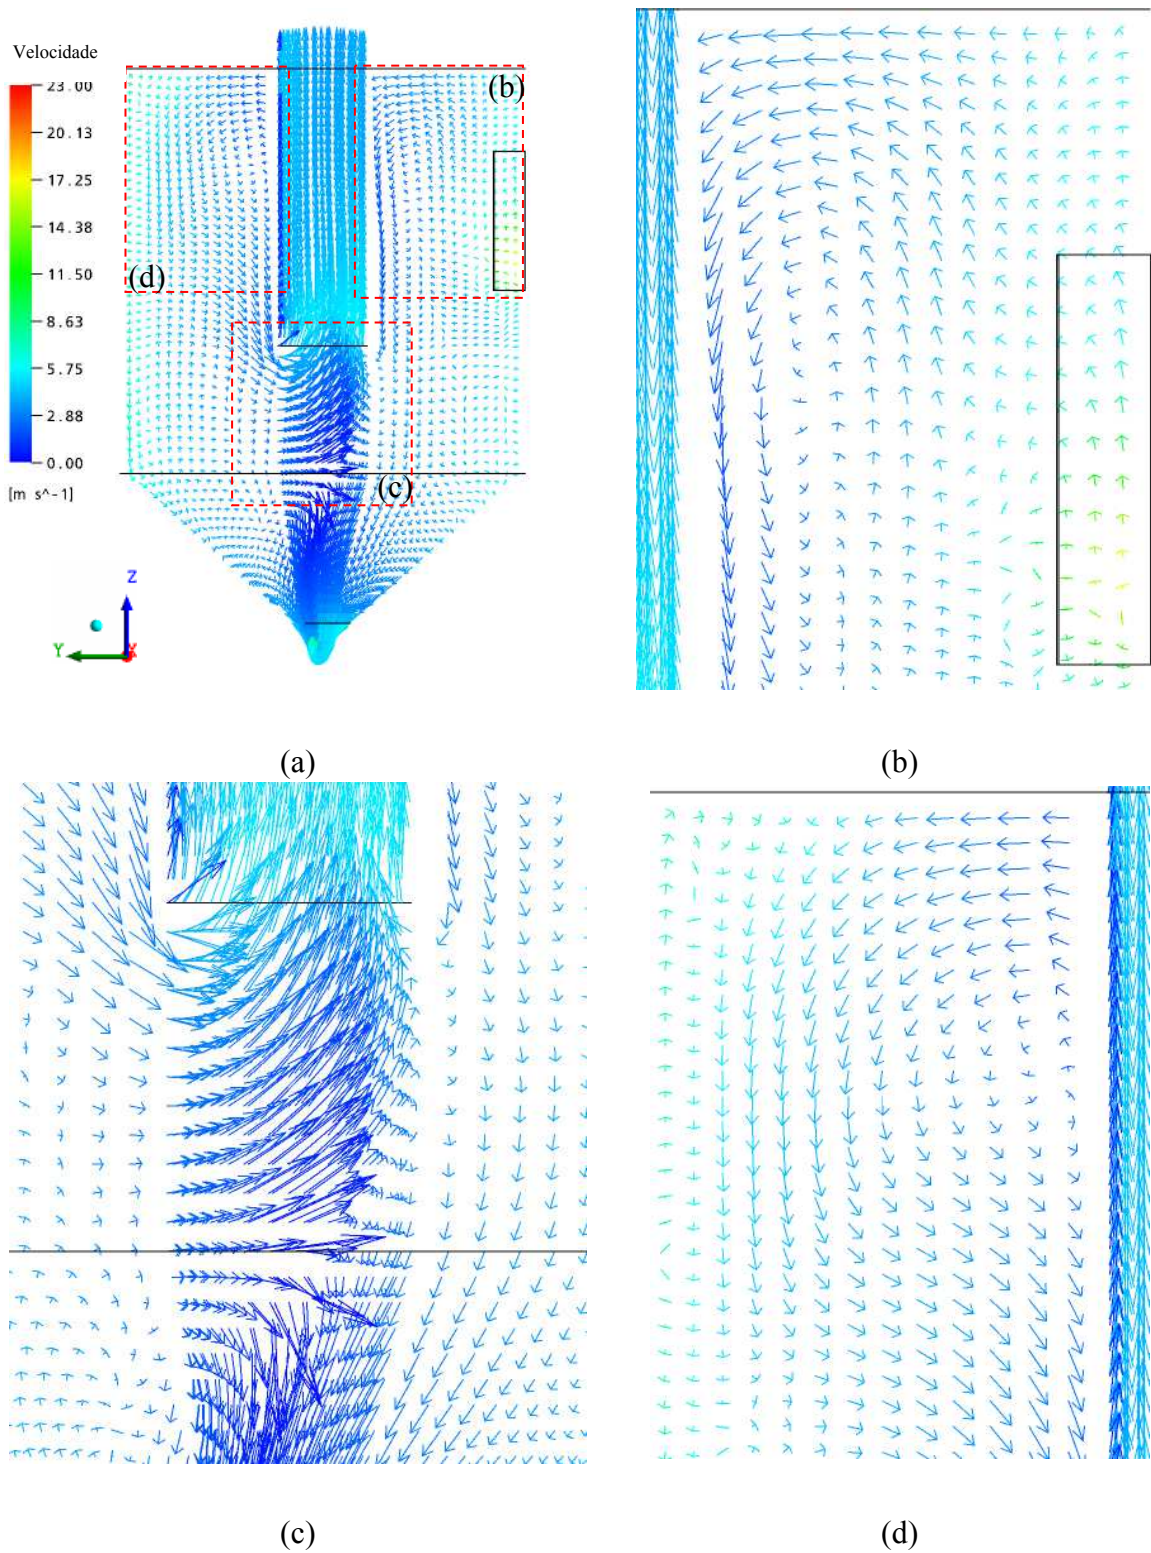 Velocidade
23.00
20.13
17.25
14.38
11.50
8.63
5.75
2.88
0.00
[m s^-1]
(b)
(d)
(c)
Z
Y
X
(a)
(b)
(c)
(d)